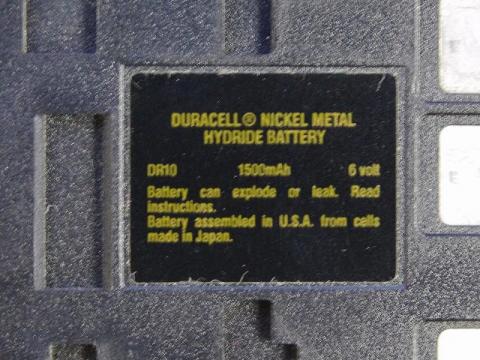 DURACELL® NICKEL METAL
HYDRIDE BATTERY
DR10 1500mAh 6 volt
Battery can explode or leak. Read
instructions.
Battery assembled in U.S.A. from cells
made in Japan.